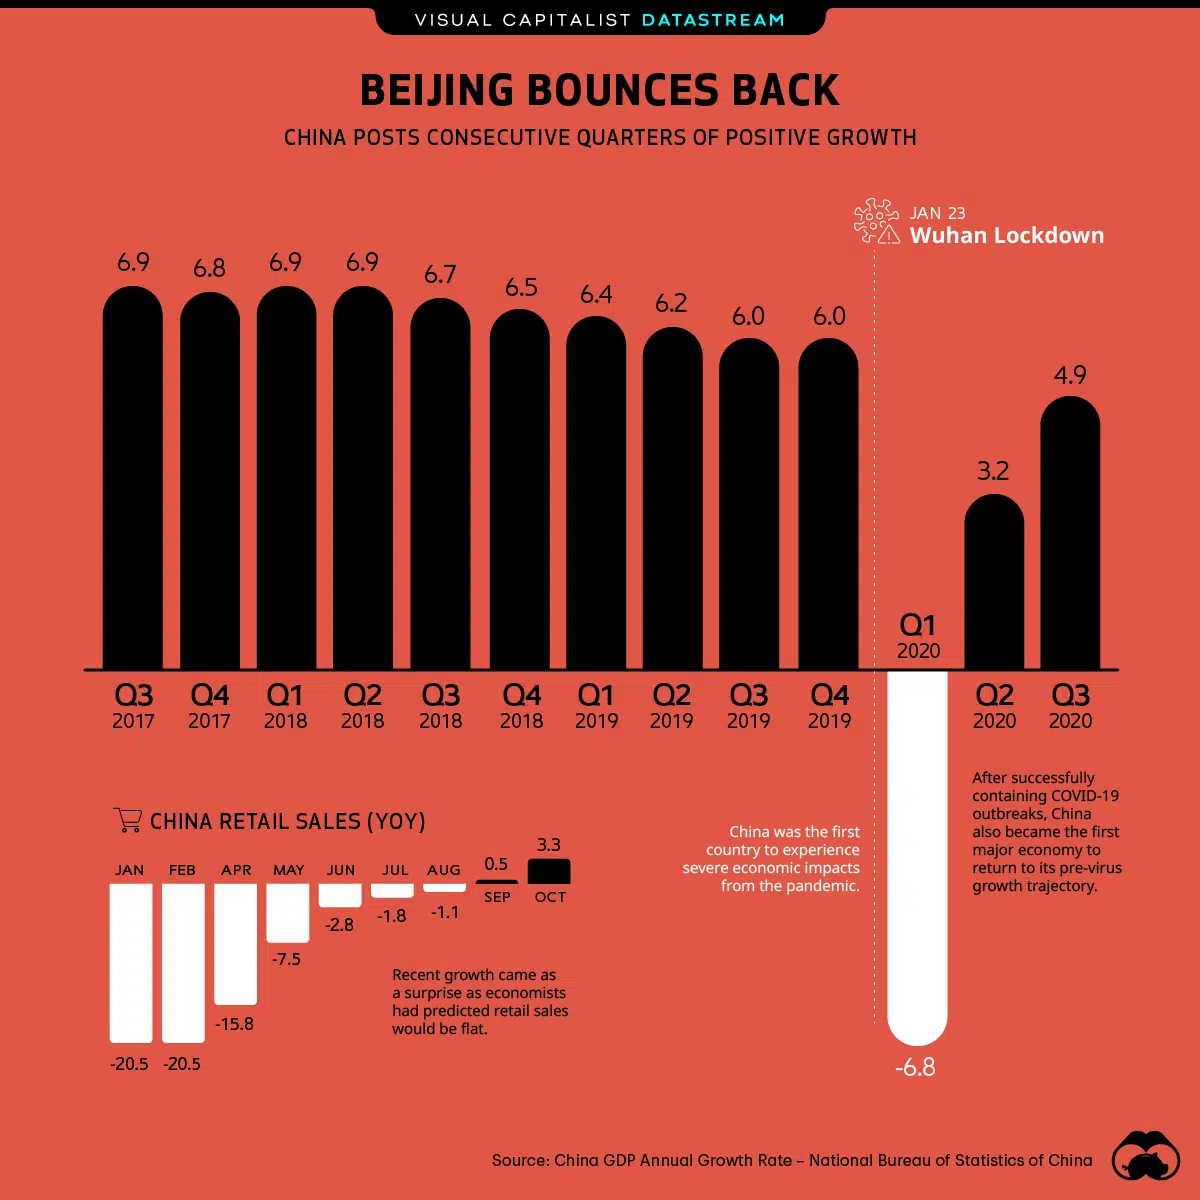 VISUAL CAPITALIST DATASTREAM
BEIJING BOUNCES BACK
CHINA POSTS CONSECUTIVE QUARTERS OF POSITIVE GROWTH
JAN 23
Wuhan Lockdown
6.9 6.8 6.9 6.9 6.7 6.5 6.4 6.2 6.0 6.0 -6.8 3.2 4.9
Q3 Q4 Q1 Q2 Q3 Q4 Q1 Q2 Q3 Q4 Q1 Q2 Q3
2017 2017 2018 2018 2018 2018 2019 2019 2019 2019 2020 2020 2020
China was the first
country to experience
severe economic impacts
from the pandemic.
After successfully
containing COVID-19
outbreaks, China
also became the first
major economy to
return to its pre-virus
growth trajectory.
CHINA RETAIL SALES (YOY)
JAN FEB APR MAY JUN JUL AUG SEP OCT
-20.5 -20.5 -15.8 -7.5 -2.8 -1.8 -1.1 0.5 3.3
Recent growth came as
a surprise as economists
had predicted retail sales
would be flat.
Source: China GDP Annual Growth Rate – National Bureau of Statistics of China